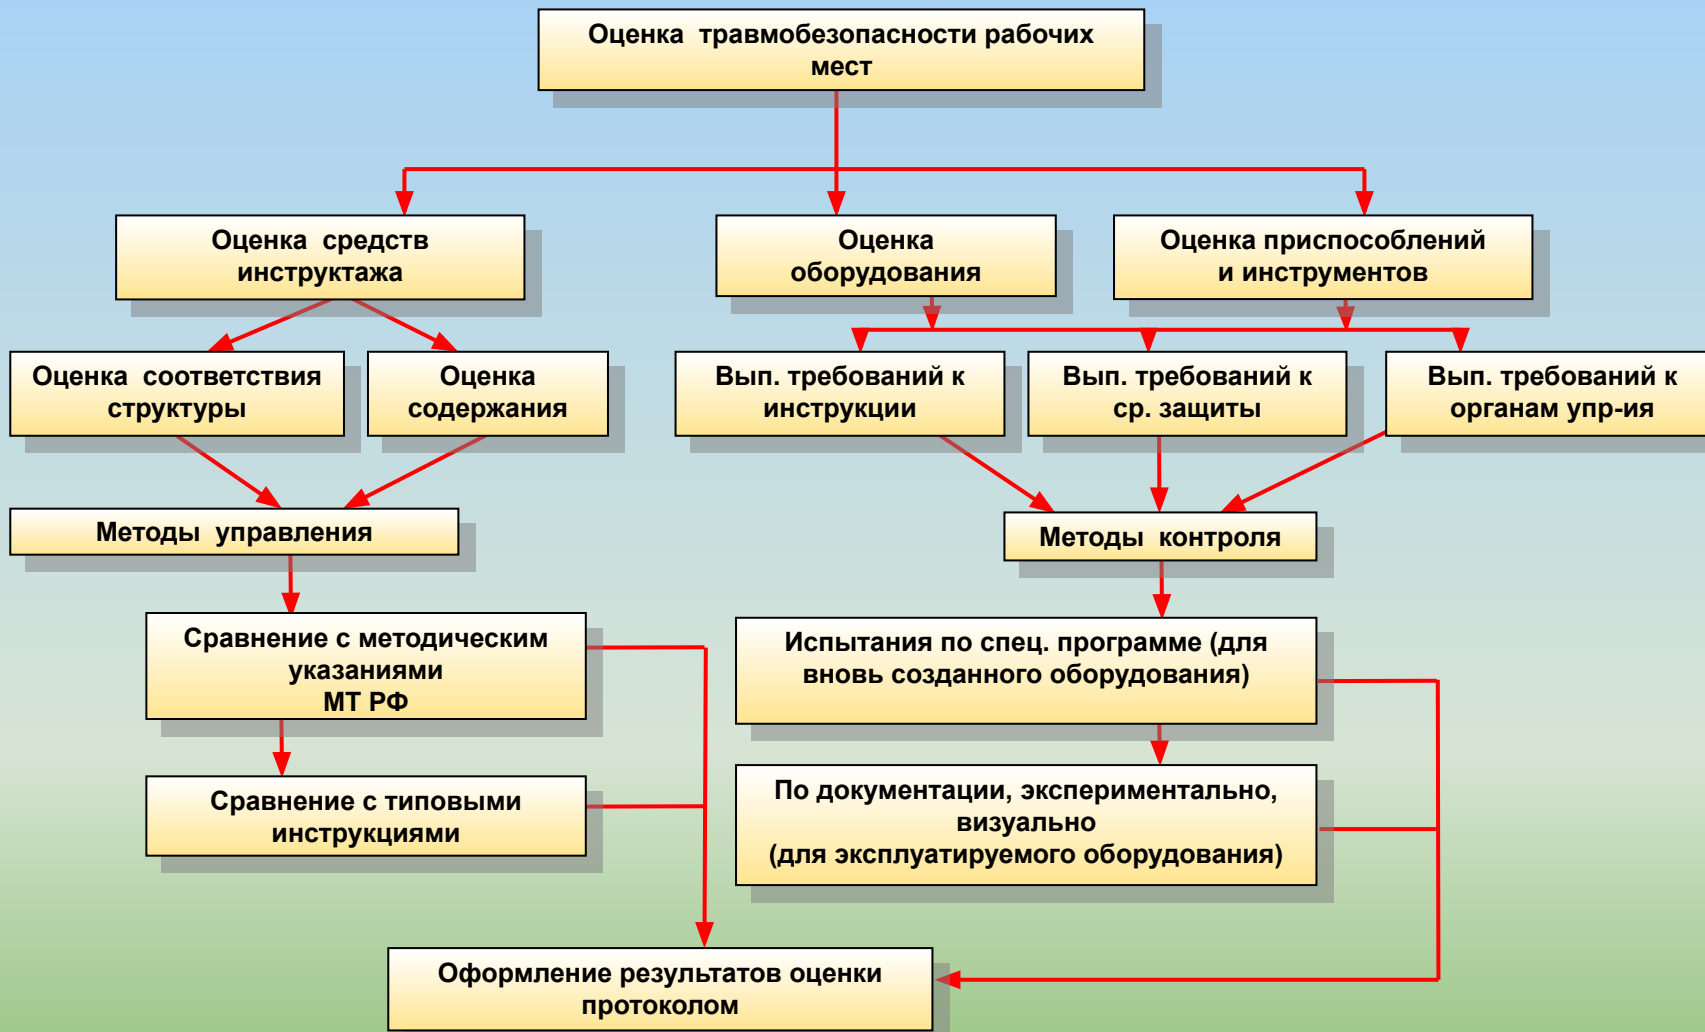 Оценка травмобезопасности рабочих
мест
Оценка средств
инструктажа
Оценка
оборудования
Оценка приспособлений
и инструментов
Оценка соответствия
структуры
Оценка
содержания
Вып. требований к
инструкции
Вып. требований к
ср. защиты
Вып. требований к
органам упр-ия
Методы управления
Методы контроля
Сравнение с методическим
указаниями
МТ РФ
Испытания по спец. программе (для
вновь созданного оборудования)
Сравнение с типовыми
инструкциями
По документации, экспериментально,
визуально
(для эксплуатируемого оборудования)
Оформление результатов оценки
протоколом